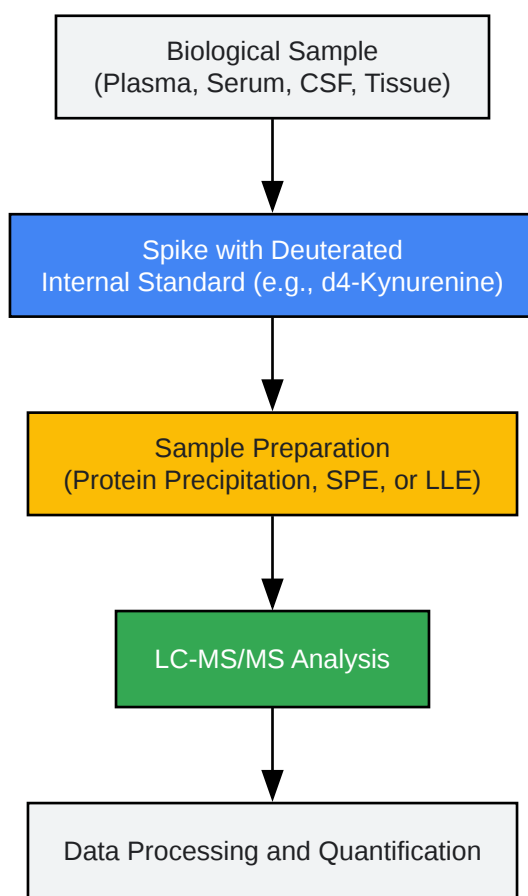 Biological Sample
(Plasma, Serum, CSF, Tissue)
Spike with Deuterated
Internal Standard (e.g., d4-Kynurenine)
Sample Preparation
(Protein Precipitation, SPE, or LLE)
LC-MS/MS Analysis
Data Processing and Quantification